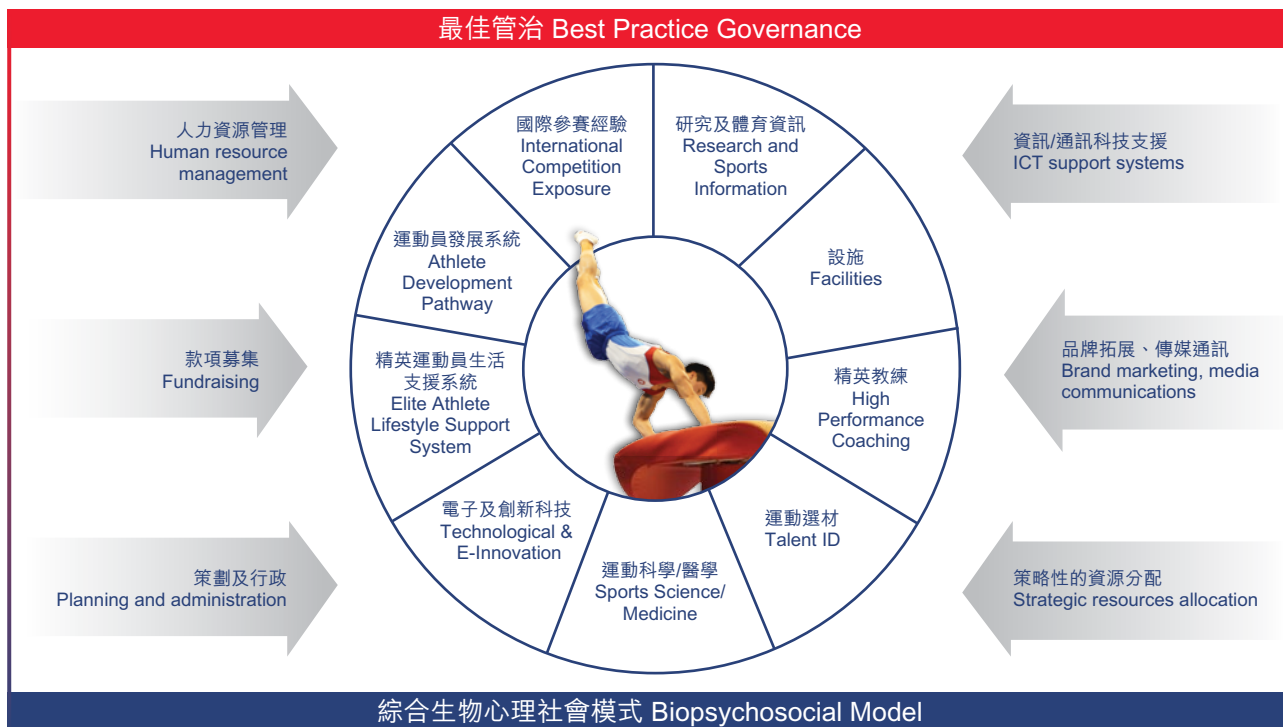 最佳管治 Best Practice Governance
人力資源管理
Human resource
management
款項募集
Fundraising
策劃及行政
Planning and administration
國際參賽經驗
International
Competition
Exposure
研究及體育資訊
Research and
Sports
Information
設施
Facilities
精英教練
High
Performance
Coaching
運動選材
Talent ID
運動科學/醫學
Sports Science/
Medicine
電子及創新科技
Technological &
E-Innovation
精英運動員生活
支援系統
Elite Athlete
Lifestyle Support
System
運動員發展系統
Athlete
Development
Pathway
資訊/通訊科技支援
ICT support systems
品牌拓展、傳媒通訊
Brand marketing, media
communications
策略性的資源分配
Strategic resources allocation
綜合生物心理社會模式 Biopsychosocial Model